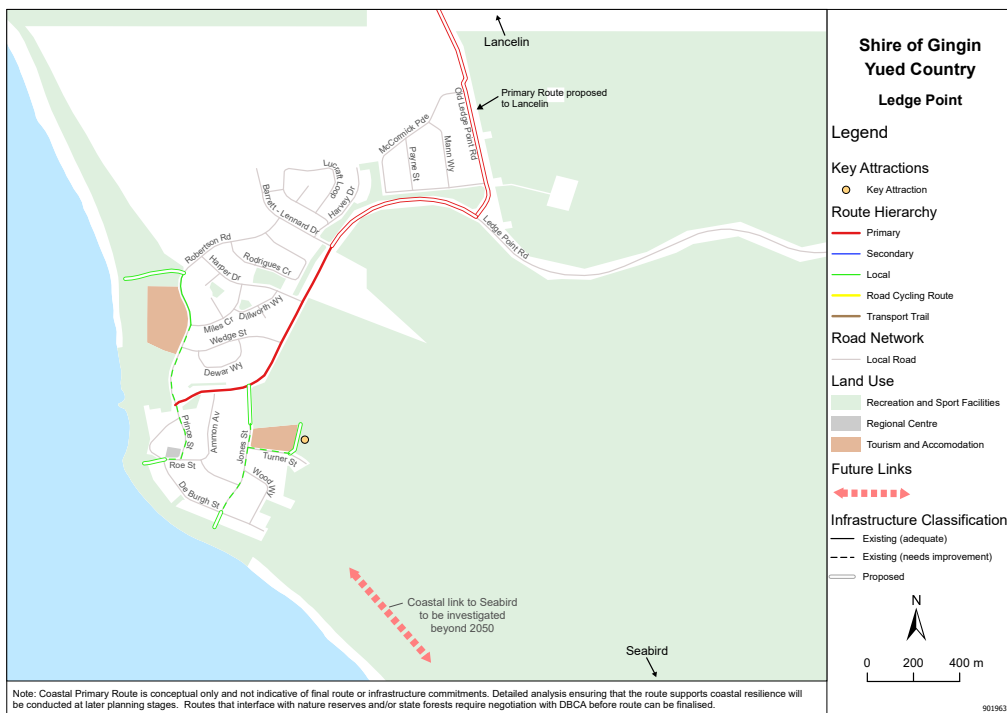 Lancelin
Primary Route proposed
to Lancelin
Old Ledge Point Rd
McCormick Pde
Payne St
Mann Wy
Lucraft Loop
Harvey Dr
Barrett - Lennard Dr
Ledge Point Rd
Robertson Rd
Rodrigues Cr
Harper Dr
Dillworth Wy
Miles Cr
Wedge St
Dewar Wy
Prince St
Ammon Av
Jones St
Turner St
Roe St
Wood Wy
De Burgh St
Coastal link to Seabird
to be investigated
beyond 2050
Seabird
Shire of Gingin
Yued Country
Ledge Point
Legend
Key Attractions
Key Attraction
Route Hierarchy
Primary
Secondary
Local
Road Cycling Route
Transport Trail
Road Network
Local Road
Land Use
Recreation and Sport Facilities
Regional Centre
Tourism and Accomodation
Future Links
Infrastructure Classification
Existing (adequate)
Existing (needs improvement)
Proposed
N
0 200 400 m
Note: Coastal Primary Route is conceptual only and not indicative of final route or infrastructure commitments. Detailed analysis ensuring that the route supports coastal resilience will
be conducted at later planning stages. Routes that interface with nature reserves and/or state forests require negotiation with DBCA before route can be finalised.
901963